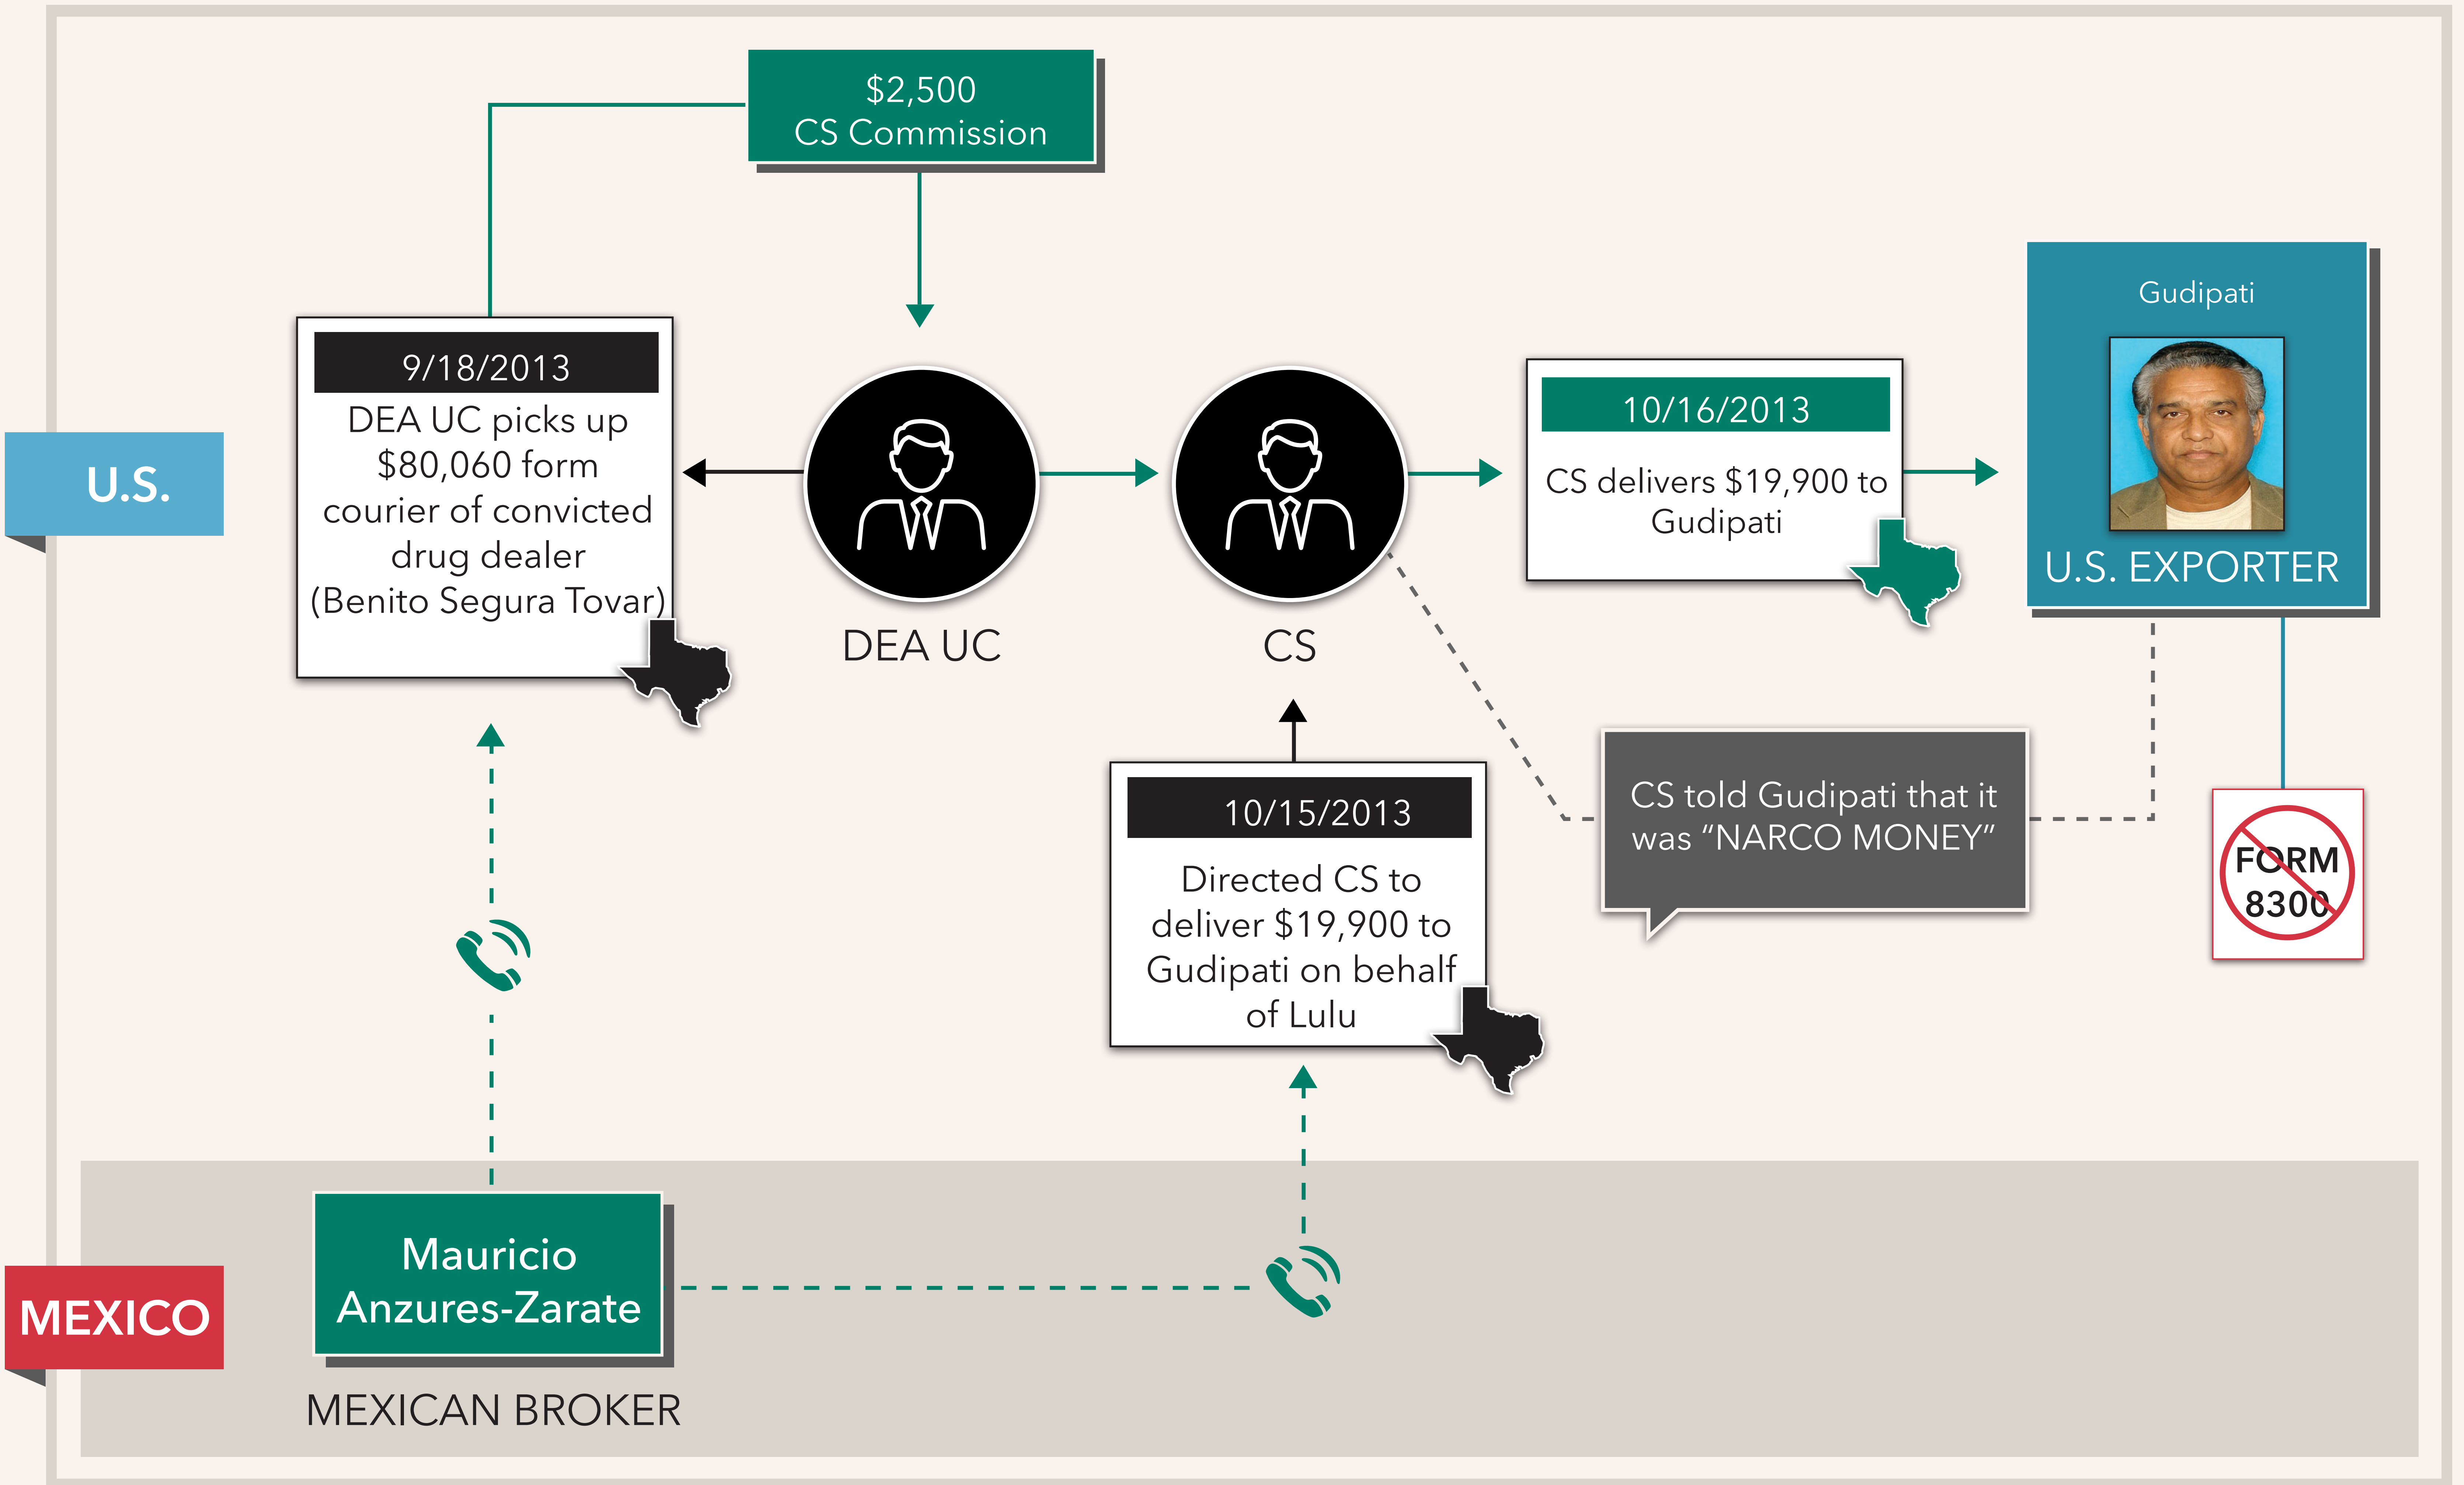 $2,500
CS Commission
Gudipati
U.S. EXPORTER
9/18/2013
DEA UC picks up
$80,060 form
courier of convicted
drug dealer
(Benito Segura Tovar)
U.S.
DEA UC
CS
10/16/2013
CS delivers $19,900 to
Gudipati
CS told Gudipati that it
was “NARCO MONEY”
FORM
8300
10/15/2013
Directed CS to
deliver $19,900 to
Gudipati on behalf
of Lulu
MEXICO
Mauricio
Anzures-Zarate
MEXICAN BROKER